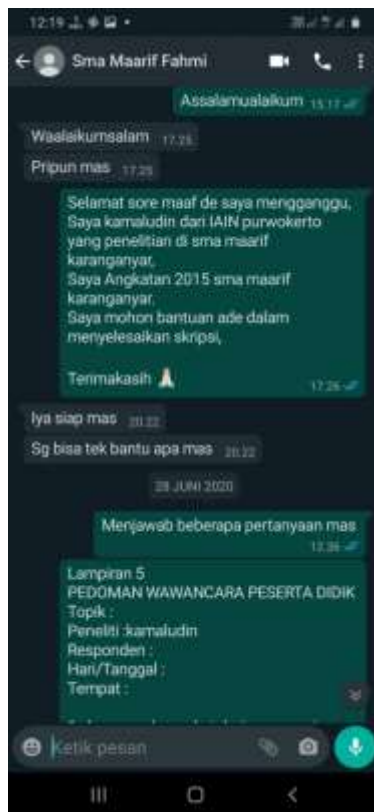 12:19
Sma Maarif Fahmi
Assalamualaikum 15.17
Waalaikumsalam 17.25
Pripun mas 17.25
Selamat sore maaf de saya mengganggu,
Saya kamaludin dari IAIN purwokerto
yang penelitian di sma maarif
karanganyar,
Saya Angkatan 2015 sma maarif
karanganyar.
Saya mohon bantuan ade dalam
menyelesaikan skripsi,
Terimakasih 🙏🏻
17.26
Iya siap mas 20.22
Sg bisa tek bantu apa mas 20.22
28 JUNI 2020
Menjawab beberapa pertanyaan mas
Lampiran 5
PEDOMAN WAWANCARA PESERTA DIDIK
Topik :
Peneliti :kamaludin
Responden :
Hari/Tanggal :
Tempat :
Ketik pesan